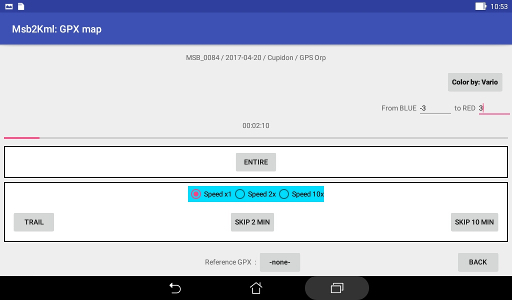 10:53
Msb2Kml: GPX map
MSB_0084 / 2017-04-20 / Cupidon / GPS Orp
Color by: Vario
From BLUE -3 to RED 3
00:02:10
ENTIRE
Speed x1 Speed 2x Speed 10x
TRAIL SKIP 2 MIN SKIP 10 MIN
Reference GPX : -none- BACK